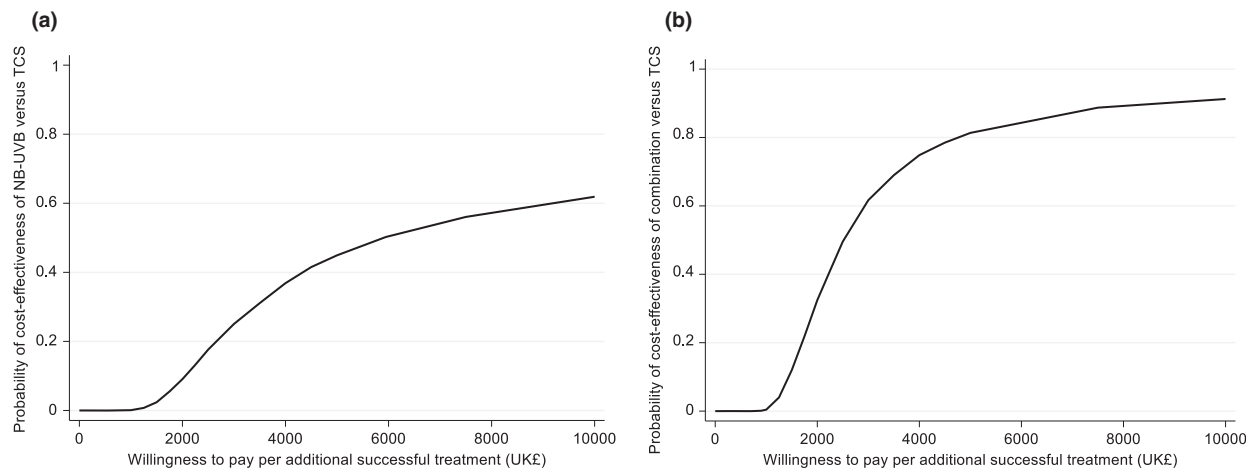 (a)
Probability of cost-effectiveness of NB-UVB versus TCS
1
0.8
0.6
0.4
0.2
0
0 2000 4000 6000 8000 10000
Willingness to pay per additional successful treatment (UK£)
(b)
Probability of cost-effectiveness of combination versus TCS
1
0.8
0.6
0.4
0.2
0
0 2000 4000 6000 8000 10000
Willingness to pay per additional successful treatment (UK£)